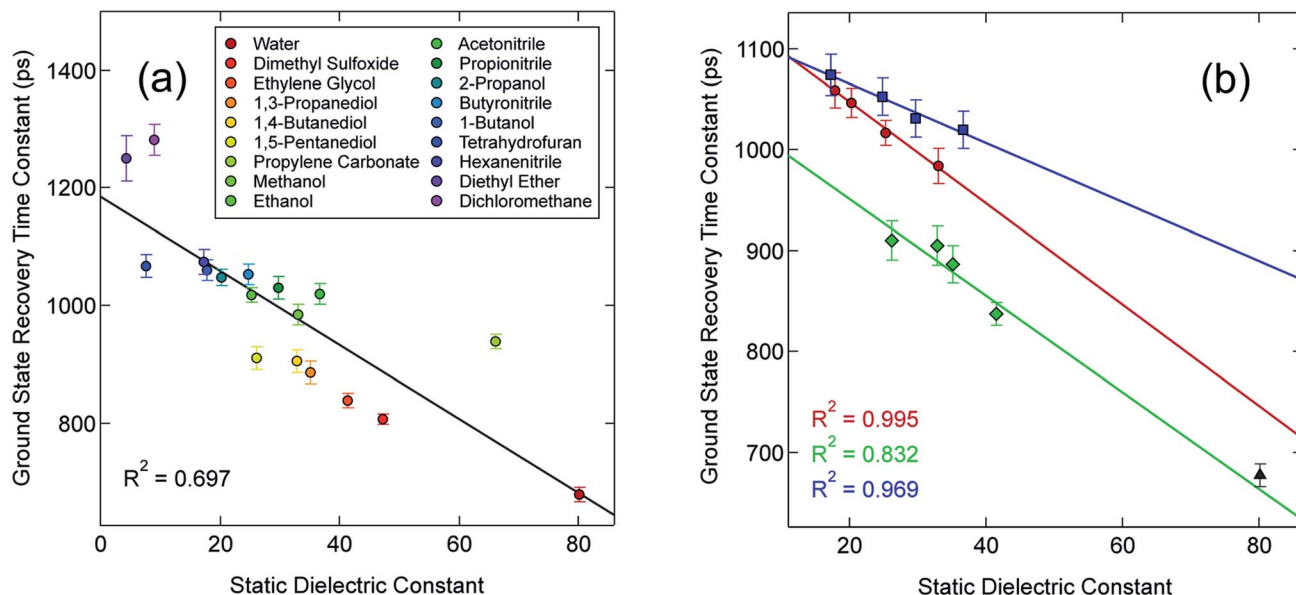 (a)
Water
Dimethyl Sulfoxide
Ethylene Glycol
1,3-Propanediol
1,4-Butanediol
1,5-Pentanediol
Propylene Carbonate
Methanol
Ethanol
Acetonitrile
Propionitrile
2-Propanol
Butyronitrile
1-Butanol
Tetrahydrofuran
Hexanenitrile
Diethyl Ether
Dichloromethane
Ground State Recovery Time Constant (ps)
1400
1200
1000
800
R² = 0.697
0 20 40 60 80
Static Dielectric Constant
(b)
Ground State Recovery Time Constant (ps)
1100
1000
900
800
700
R² = 0.995
R² = 0.832
R² = 0.969
20 40 60 80
Static Dielectric Constant